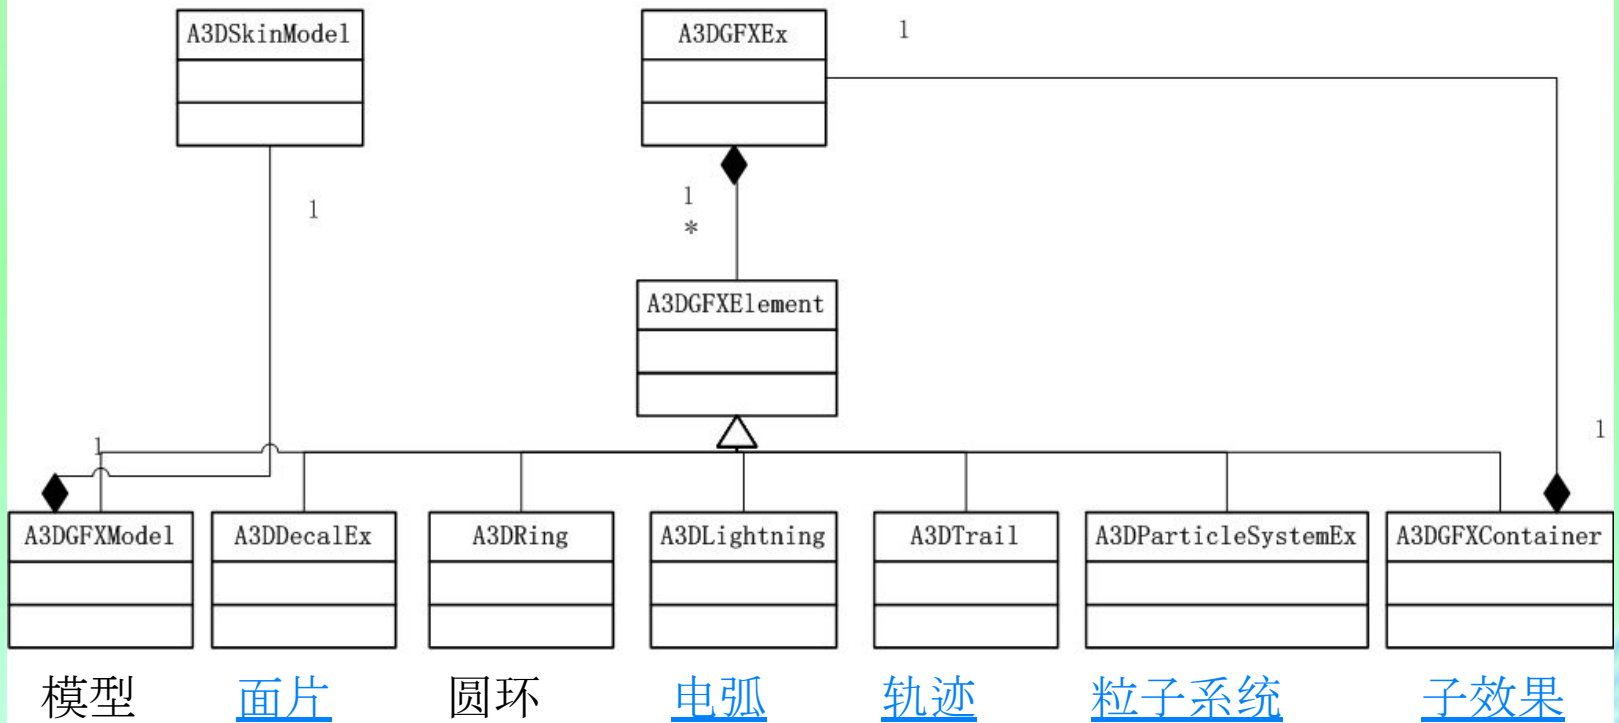 A3DSkinModel
A3DGFXEx
1
1
1
*
A3DGFXElement
1
1
A3DGFXModel
A3DDecalEx
A3DRing
A3DLightning
A3DTrail
A3DParticleSystemEx
A3DGFXContainer
模型
面片
圆环
电弧
轨迹
粒子系统
子效果